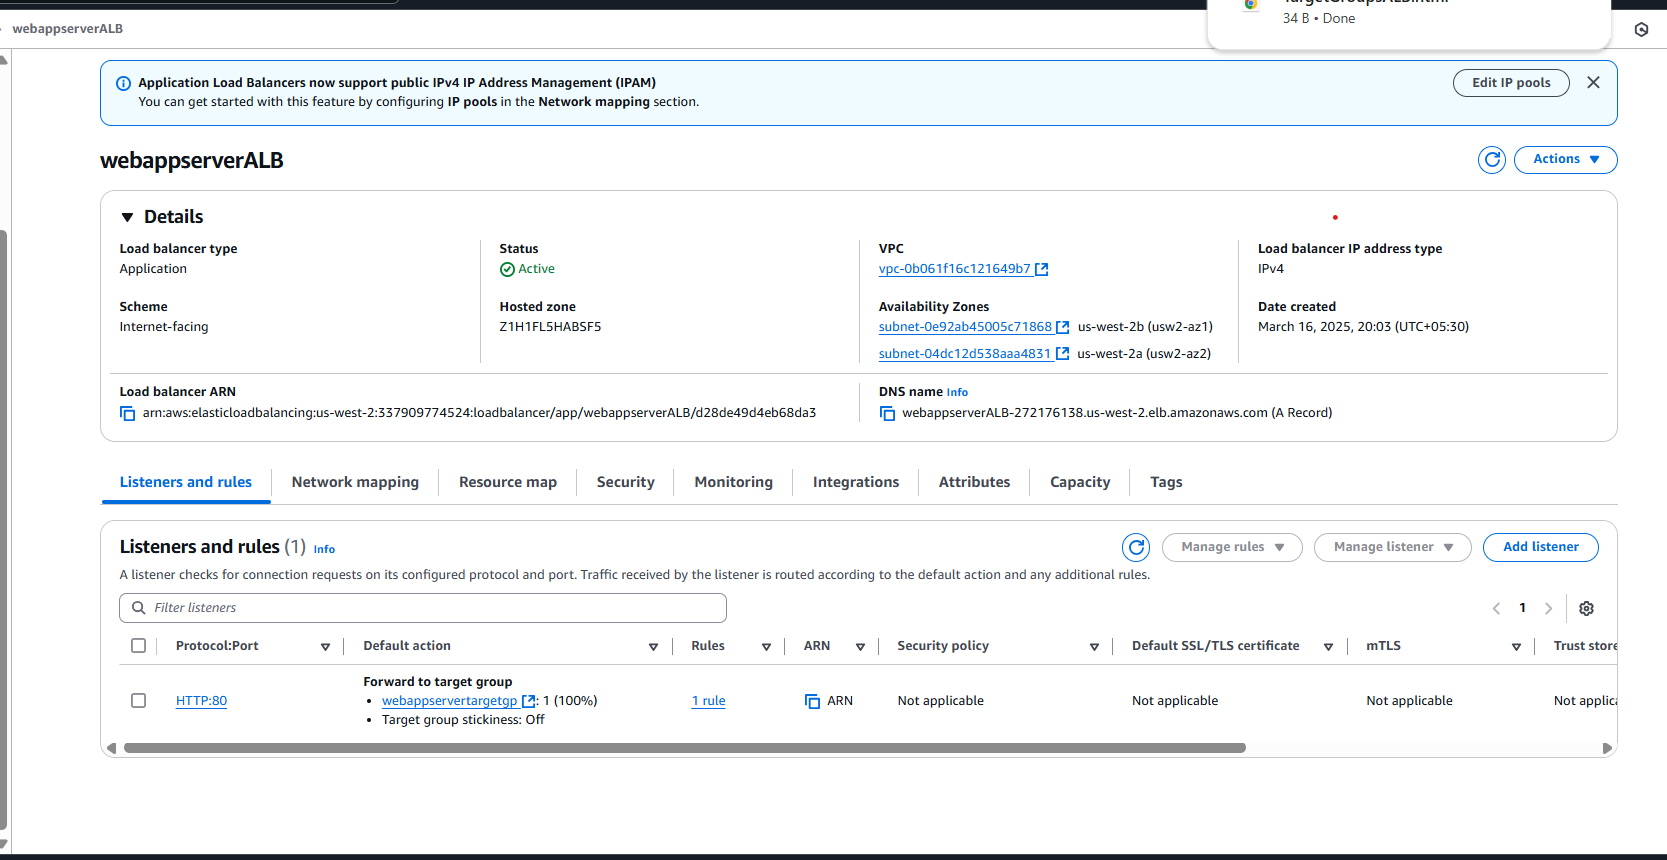 webappserverALB
34 B • Done
Application Load Balancers now support public IPv4 IP Address Management (IPAM)
You can get started with this feature by configuring IP pools in the Network mapping section.
Edit IP pools
webappserverALB
Actions
Details
Load balancer type
Application
Status
Active
VPC
vpc-0b061f16c121649b7
Load balancer IP address type
IPv4
Scheme
Internet-facing
Hosted zone
Z1H1FL5HABSF5
Availability Zones
subnet-0e92ab45005c71868 us-west-2b (usw2-az1)
subnet-04dc12d538aaa4831 us-west-2a (usw2-az2)
Date created
March 16, 2025, 20:03 (UTC+05:30)
Load balancer ARN
arn:aws:elasticloadbalancing:us-west-2:337909774524:loadbalancer/app/webappserverALB/d28de49d4eb68da3
DNS name Info
webappserverALB-272176138.us-west-2.elb.amazonaws.com (A Record)
Listeners and rules Network mapping Resource map Security Monitoring Integrations Attributes Capacity Tags
Listeners and rules (1) Info
Manage rules Manage listener Add listener
A listener checks for connection requests on its configured protocol and port. Traffic received by the listener is routed according to the default action and any additional rules.
Filter listeners
1
Protocol:Port Default action Rules ARN Security policy Default SSL/TLS certificate mTLS Trust store
HTTP:80
Forward to target group
• webappservertargetgp : 1 (100%)
• Target group stickiness: Off
1 rule
ARN
Not applicable
Not applicable
Not applicable
Not applica